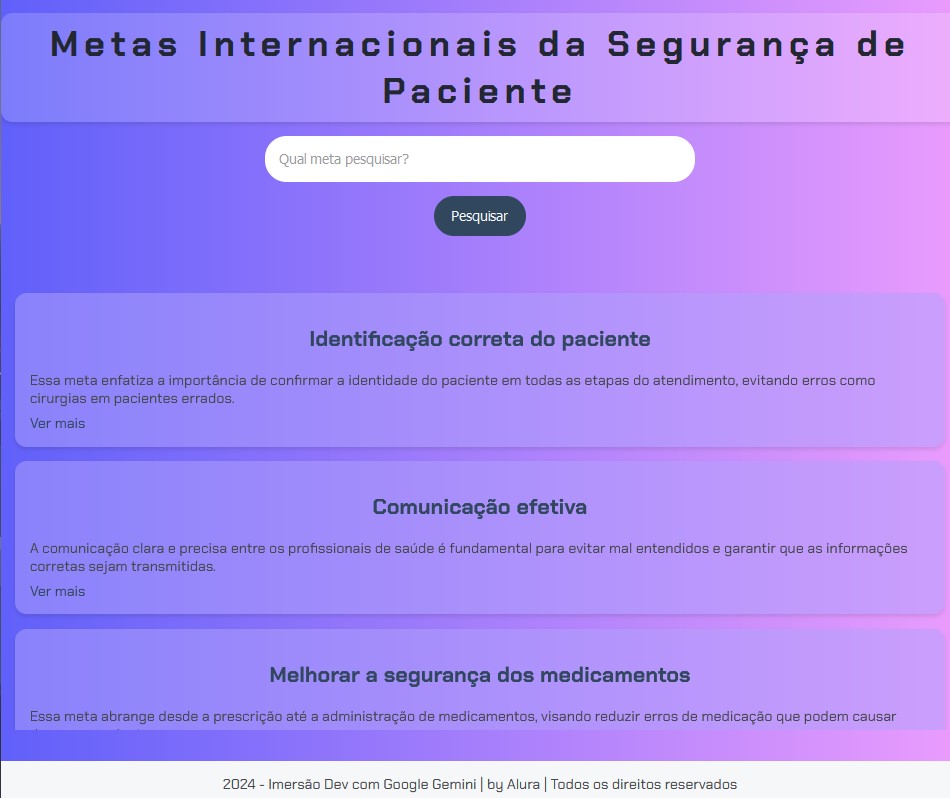 Metas Internacionais da Segurança de
Paciente
Qual meta pesquisar?
Pesquisar
Identificação correta do paciente
Essa meta enfatiza a importância de confirmar a identidade do paciente em todas as etapas do atendimento, evitando erros como
cirurgias em pacientes errados.
Ver mais
Comunicação efetiva
A comunicação clara e precisa entre os profissionais de saúde é fundamental para evitar mal entendidos e garantir que as informações
corretas sejam transmitidas.
Ver mais
Melhorar a segurança dos medicamentos
Essa meta abrange desde a prescrição até a administração de medicamentos, visando reduzir erros de medicação que podem causar
2024 - Imersão Dev com Google Gemini | by Alura | Todos os direitos reservados